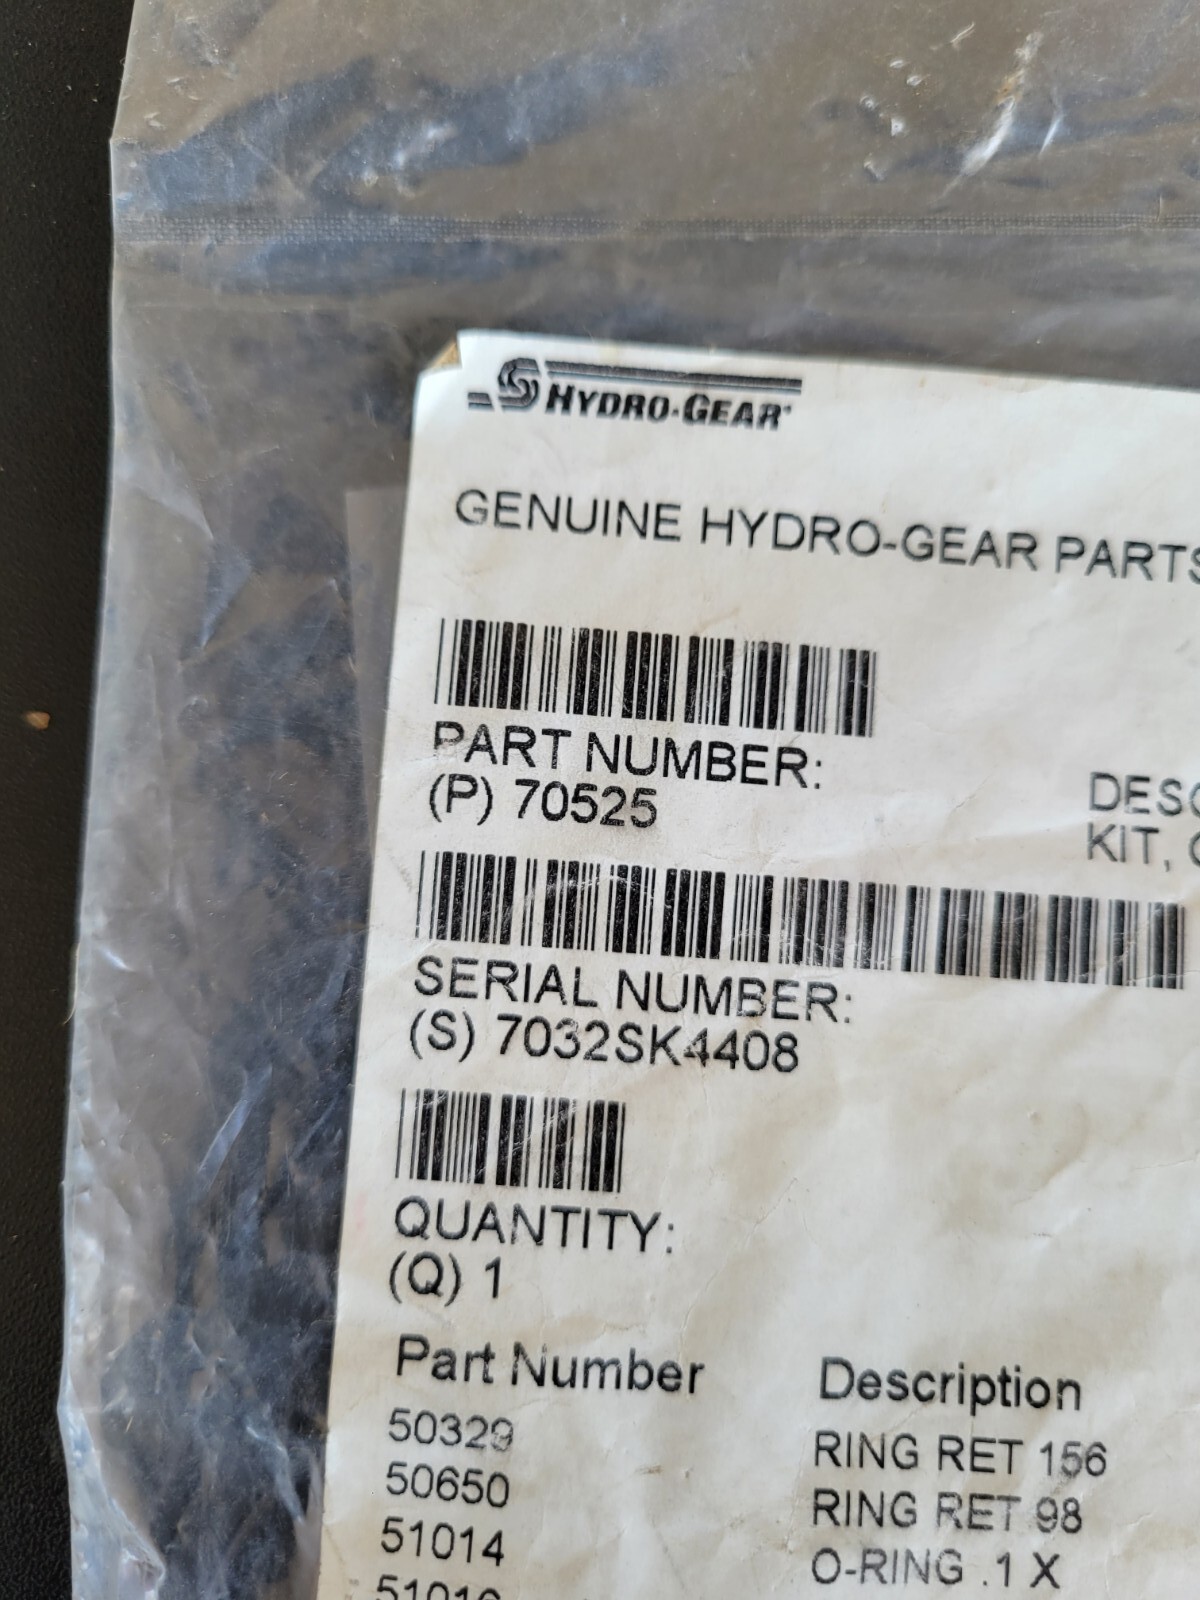 HYDRO-GEAR
GENUINE HYDRO-GEAR PARTS
PART NUMBER:
(P) 70525
KIT,
SERIAL NUMBER:
(S) 7032SK4408
QUANTITY:
(Q) 1
Part Number Description
50329 RING RET 156
50650 RING RET 98
51014 O-RING .1 X